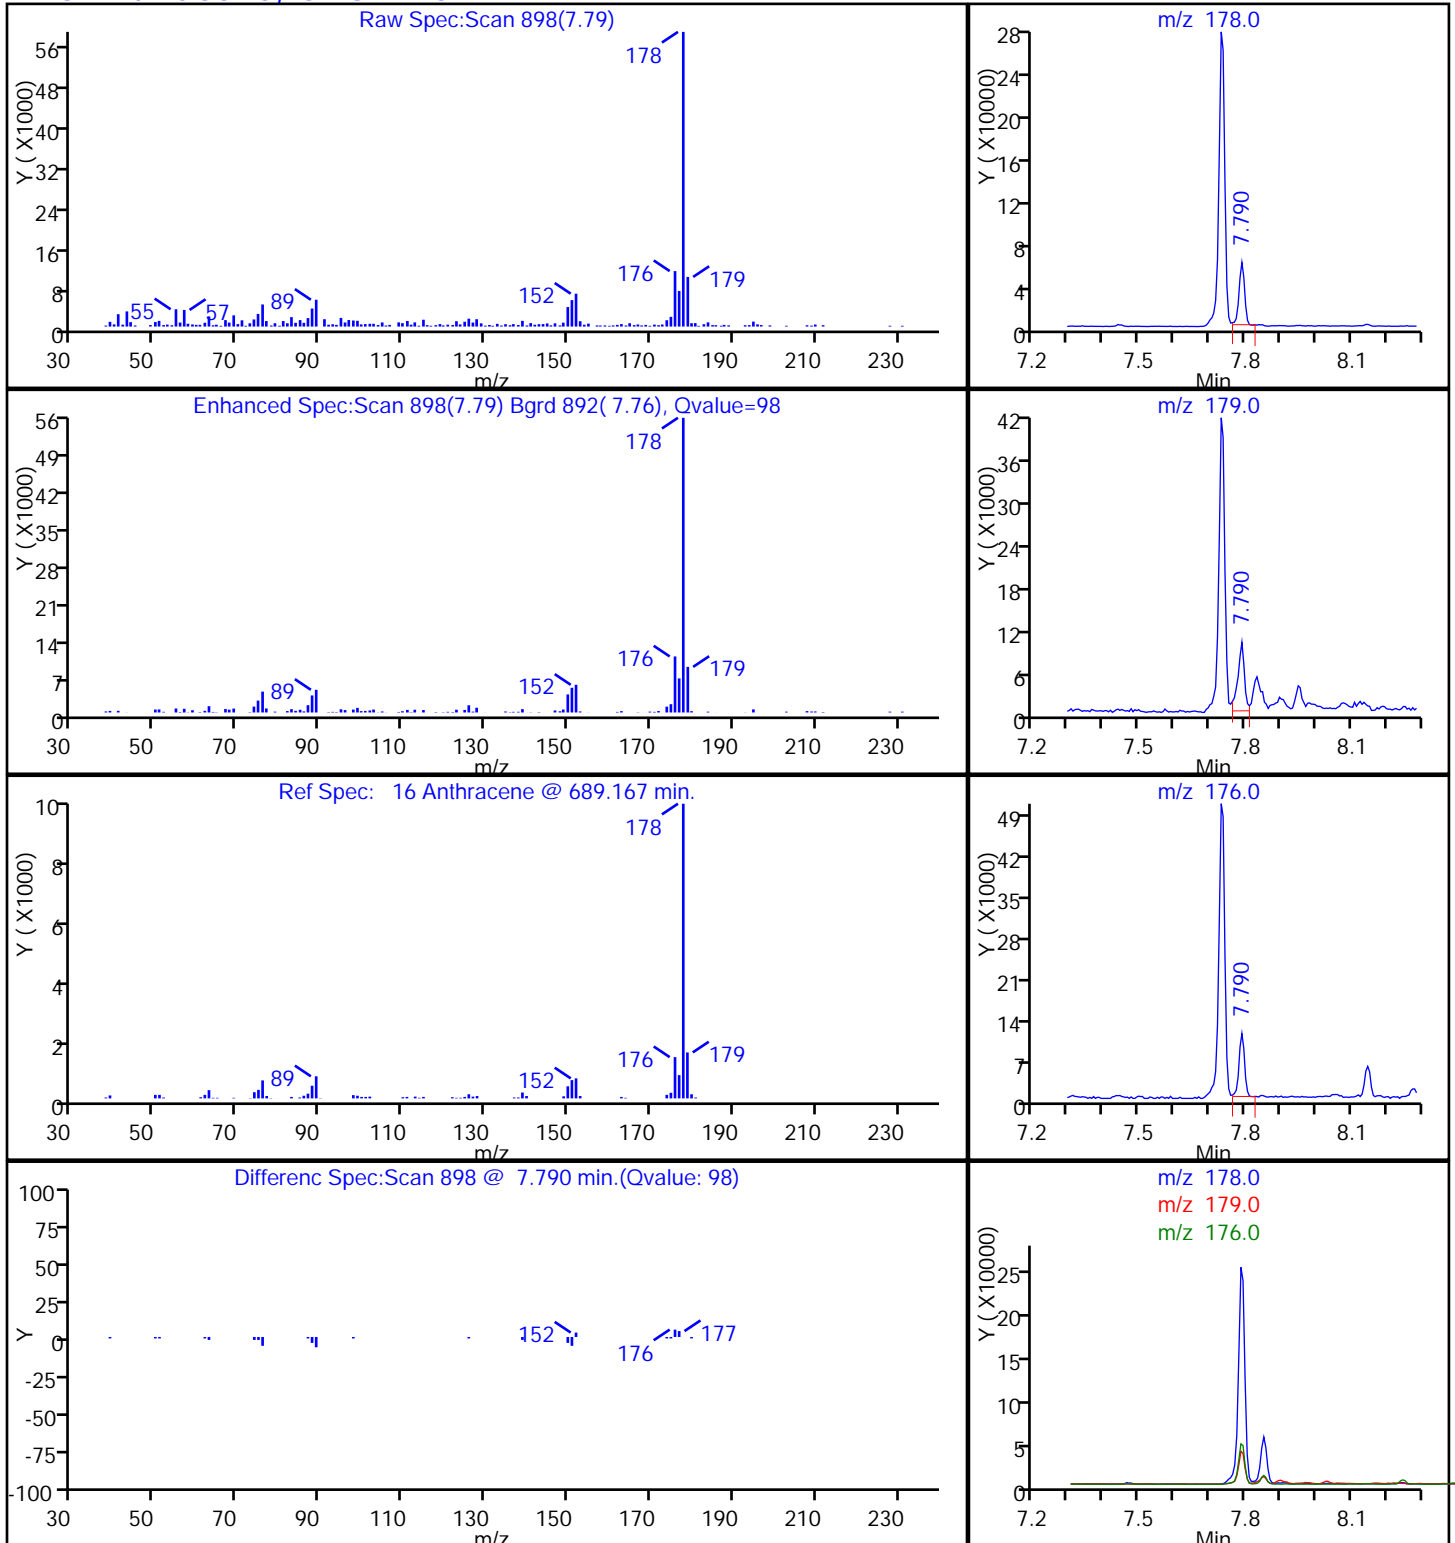 Raw Spec:Scan 898(7.79)
Y ( X1000)
56
48
40
32
24
16
8
0
178
176
179
152
89
55
57
30 50 70 90 110 130 150 170 190 210 230
m/z
m/z 178.0
Y ( X10000)
28
24
20
16
12
8
4
0
7.790
7.2 7.5 7.8 8.1
Min
Enhanced Spec:Scan 898(7.79) Bgrd 892( 7.76), Qvalue=98
Y ( X1000)
56
49
42
35
28
21
14
7
0
178
176
179
152
89
30 50 70 90 110 130 150 170 190 210 230
m/z
m/z 179.0
Y ( X1000)
42
36
30
24
18
12
6
0
7.790
7.2 7.5 7.8 8.1
Min
Ref Spec: 16 Anthracene @ 689.167 min.
Y ( X1000)
10
8
6
4
2
0
178
176
179
152
89
30 50 70 90 110 130 150 170 190 210 230
m/z
m/z 176.0
Y ( X1000)
49
42
35
28
21
14
7
0
7.790
7.2 7.5 7.8 8.1
Min
Differenc Spec:Scan 898 @ 7.790 min.(Qvalue: 98)
Y
100
75
50
25
0
-25
-50
-75
-100
152
176
177
30 50 70 90 110 130 150 170 190 210 230
m/z
m/z 178.0
m/z 179.0
m/z 176.0
Y ( X10000)
25
20
15
10
5
0
7.2 7.5 7.8 8.1
Min